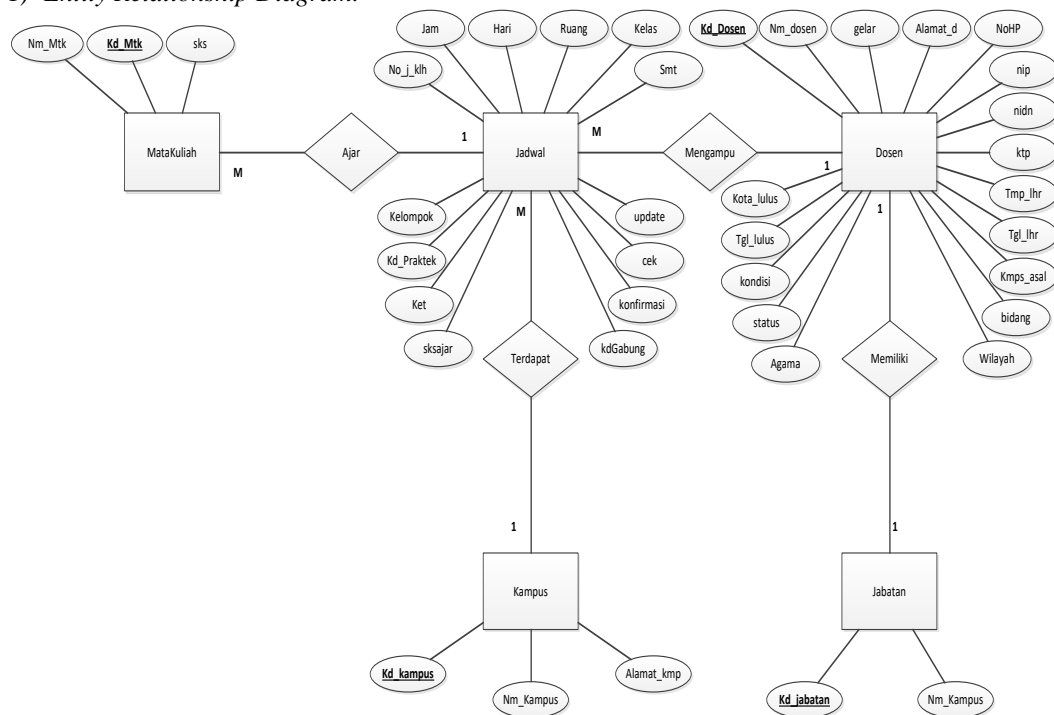 1) Entity Relationship Diagram.
Jam
Hari
Ruang
Kelas
Kd_Dosen
Nm_dosen
gelar
Alamat_d
NoHP
Nm_Mtk
Kd_Mtk
sks
No_j_klh
Smt
nip
nidn
MataKuliah
M
Ajar
1
Jadwal
M
Mengampu
1
Dosen
ktp
Kota_lulus
Tmp_lhr
Kelompok
M
update
1
Tgl_lulus
Tgl_lhr
Kd_Praktek
cek
kondisi
Kmps_asal
Ket
konfirmasi
status
bidang
sksajar
Terdapat
kdGabung
Agama
Memiliki
Wilayah
1
1
Kampus
Jabatan
Kd_kampus
Nm_Kampus
Alamat_kmp
Kd_jabatan
Nm_Kampus